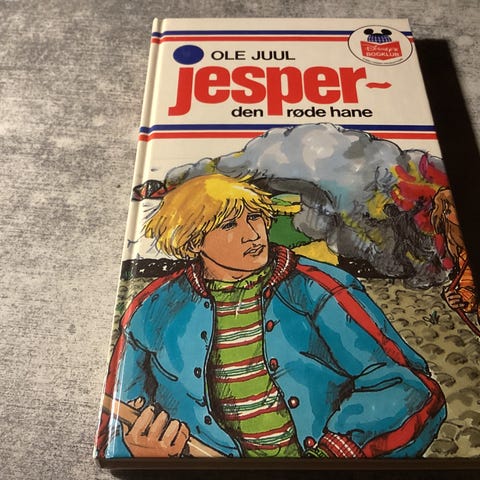 OLE JUUL
jesper-
den røde hane
Disney's
BOGKLUB